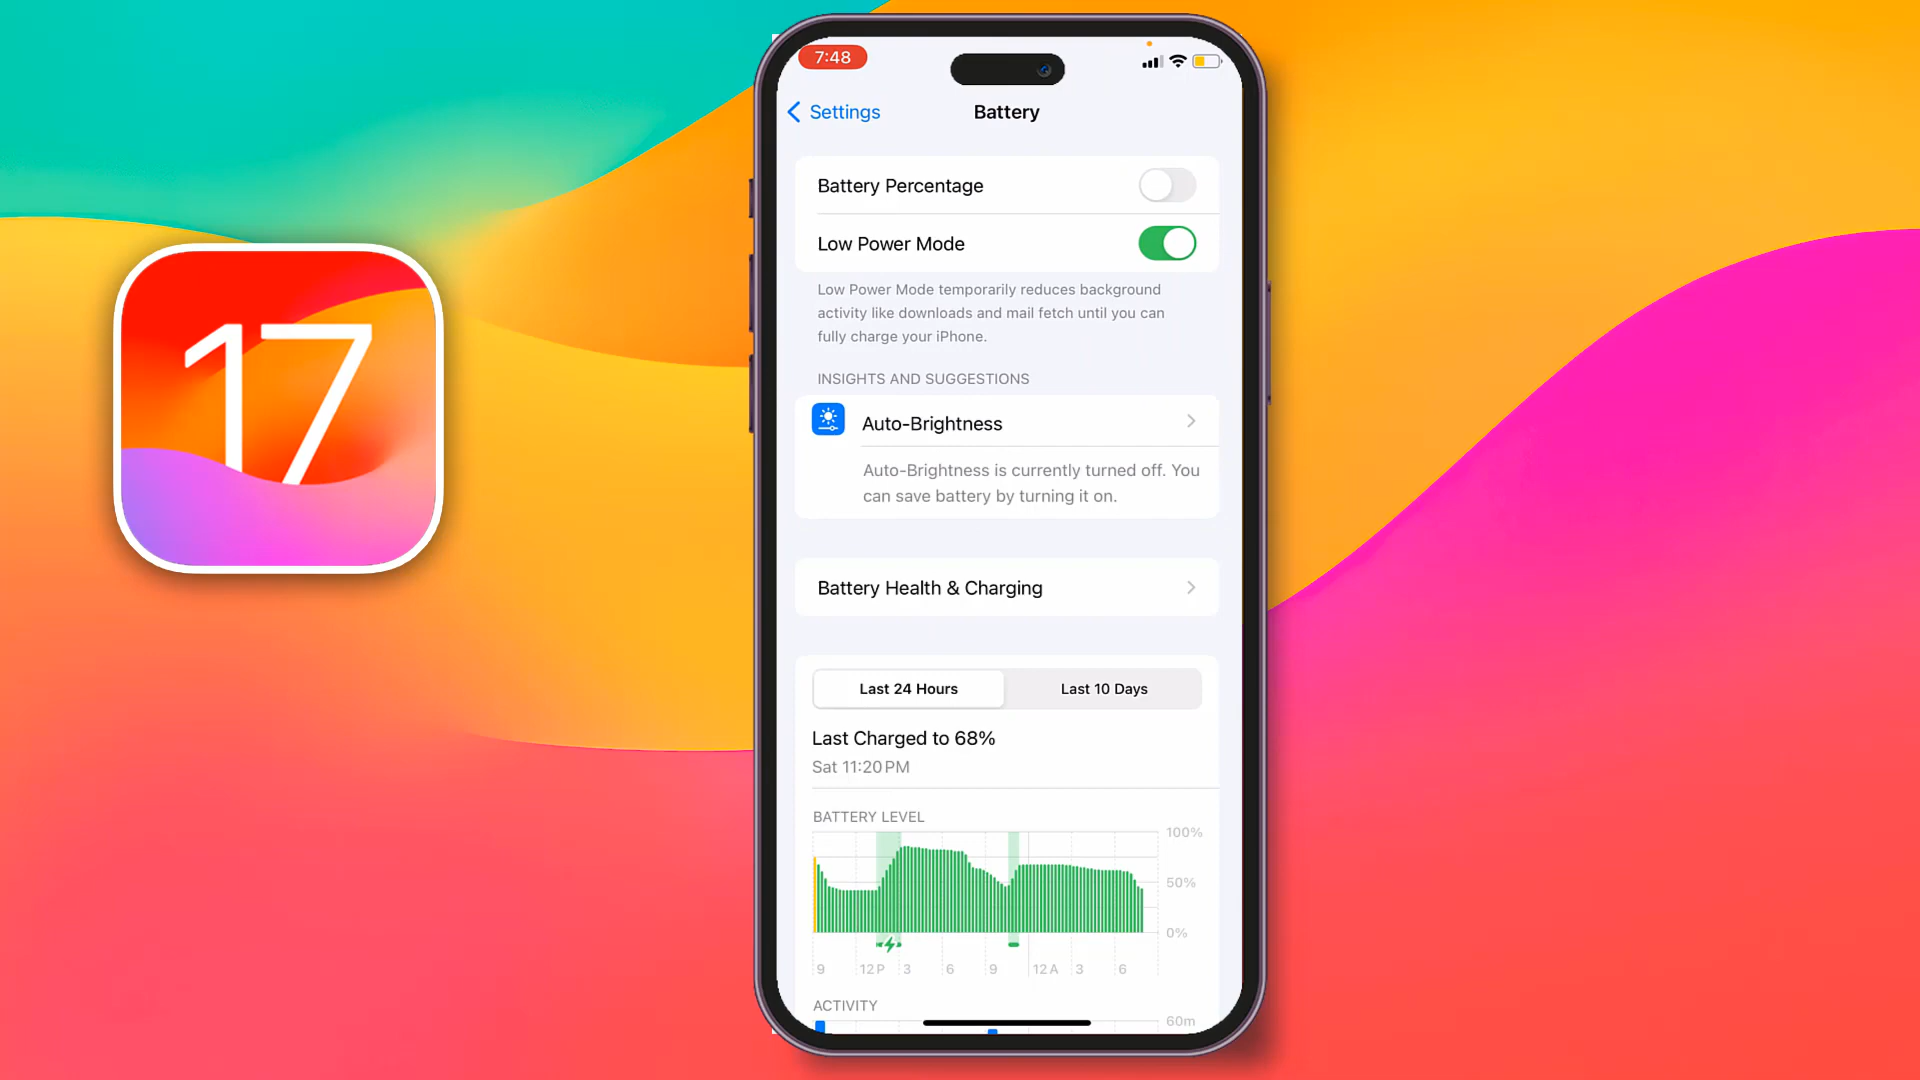 17
7:48
Settings
Battery
Battery Percentage
Low Power Mode
Low Power Mode temporarily reduces background
activity like downloads and mail fetch until you can
fully charge your iPhone.
INSIGHTS AND SUGGESTIONS
Auto-Brightness
Auto-Brightness is currently turned off. You
can save battery by turning it on.
Battery Health & Charging
Last 24 Hours
Last 10 Days
Last Charged to 68%
Sat 11:20 PM
BATTERY LEVEL
100%
50%
0%
9 12 P 3 6 9 12 A 3 6
ACTIVITY
60m